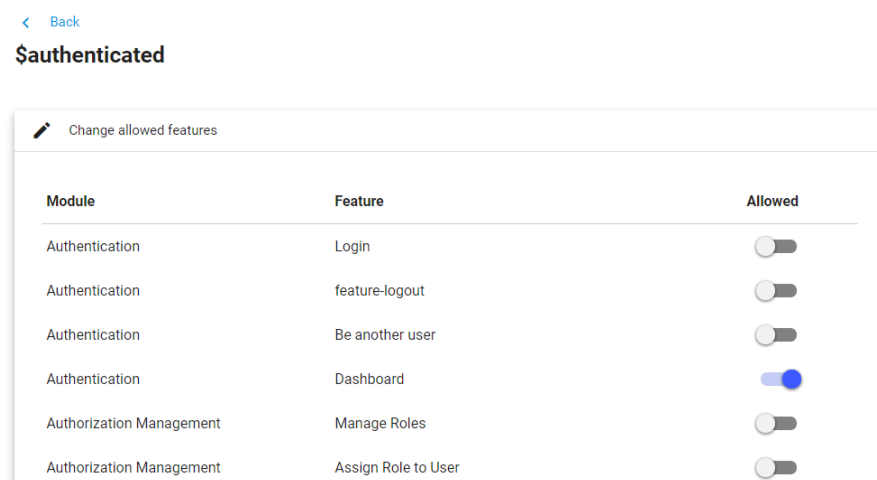 Back
$authenticated
Change allowed features
Module Feature Allowed
Authentication Login
Authentication feature-logout
Authentication Be another user
Authentication Dashboard
Authorization Management Manage Roles
Authorization Management Assign Role to User